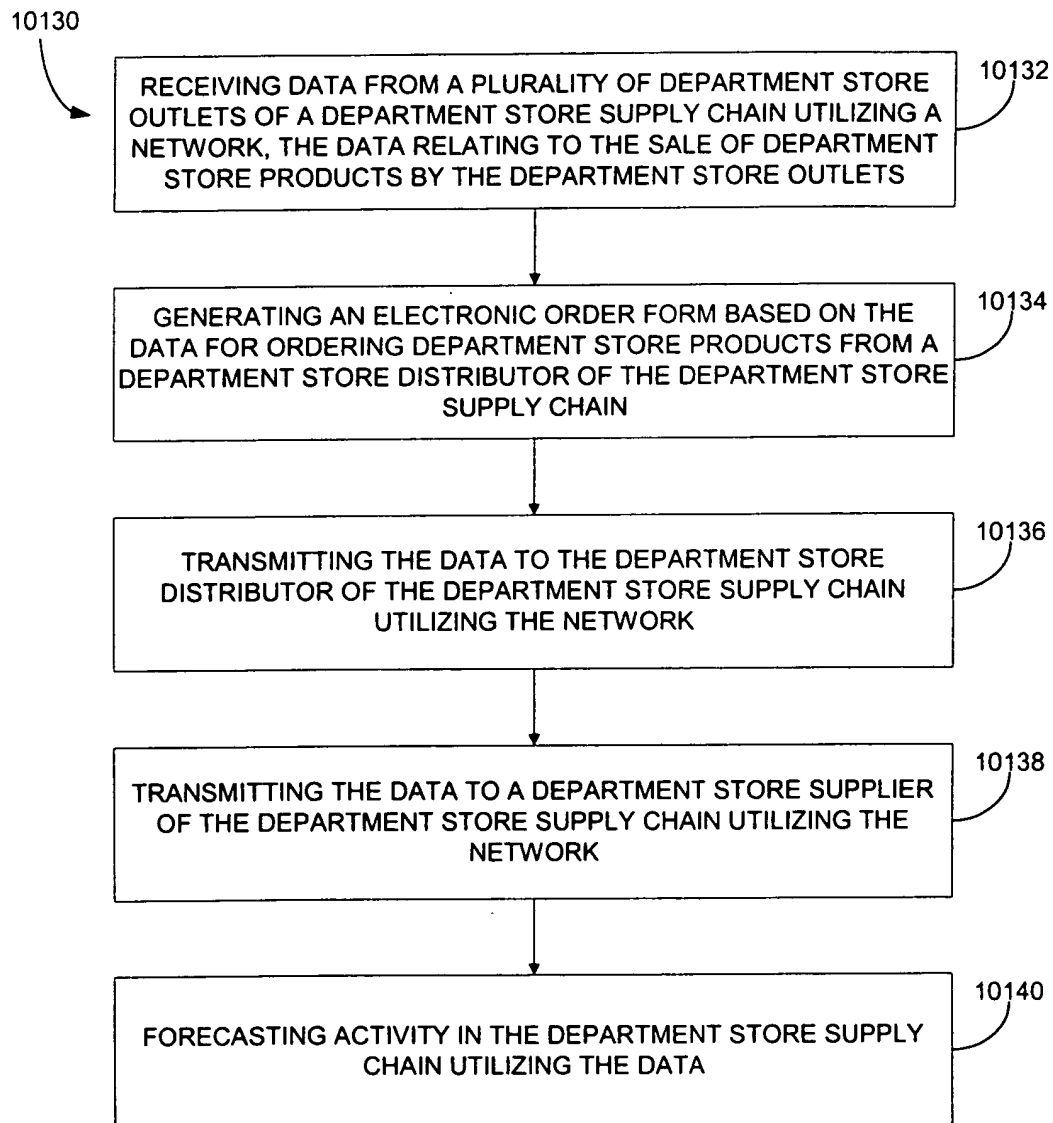 10130
RECEIVING DATA FROM A PLURALITY OF DEPARTMENT STORE
OUTLETS OF A DEPARTMENT STORE SUPPLY CHAIN UTILIZING A
NETWORK, THE DATA RELATING TO THE SALE OF DEPARTMENT
STORE PRODUCTS BY THE DEPARTMENT STORE OUTLETS
10132
GENERATING AN ELECTRONIC ORDER FORM BASED ON THE
DATA FOR ORDERING DEPARTMENT STORE PRODUCTS FROM A
DEPARTMENT STORE DISTRIBUTOR OF THE DEPARTMENT STORE
SUPPLY CHAIN
10134
TRANSMITTING THE DATA TO THE DEPARTMENT STORE
DISTRIBUTOR OF THE DEPARTMENT STORE SUPPLY CHAIN
UTILIZING THE NETWORK
10136
TRANSMITTING THE DATA TO A DEPARTMENT STORE SUPPLIER
OF THE DEPARTMENT STORE SUPPLY CHAIN UTILIZING THE
NETWORK
10138
FORECASTING ACTIVITY IN THE DEPARTMENT STORE SUPPLY
CHAIN UTILIZING THE DATA
10140